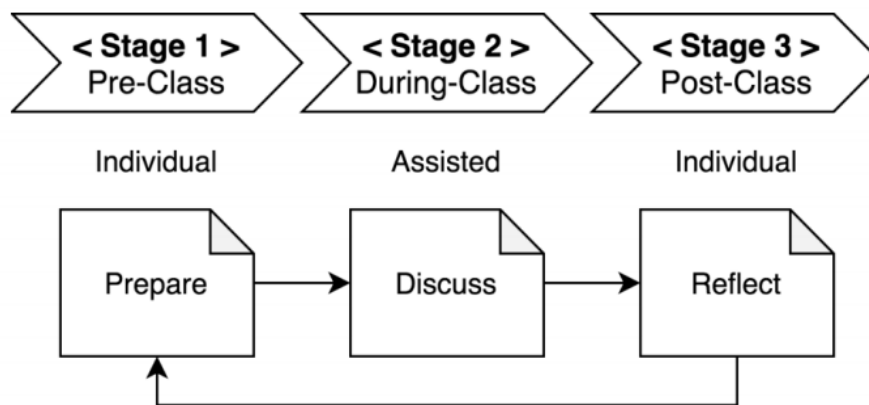 < Stage 1 >
Pre-Class
< Stage 2 >
During-Class
< Stage 3 >
Post-Class
Individual
Assisted
Individual
Prepare
Discuss
Reflect